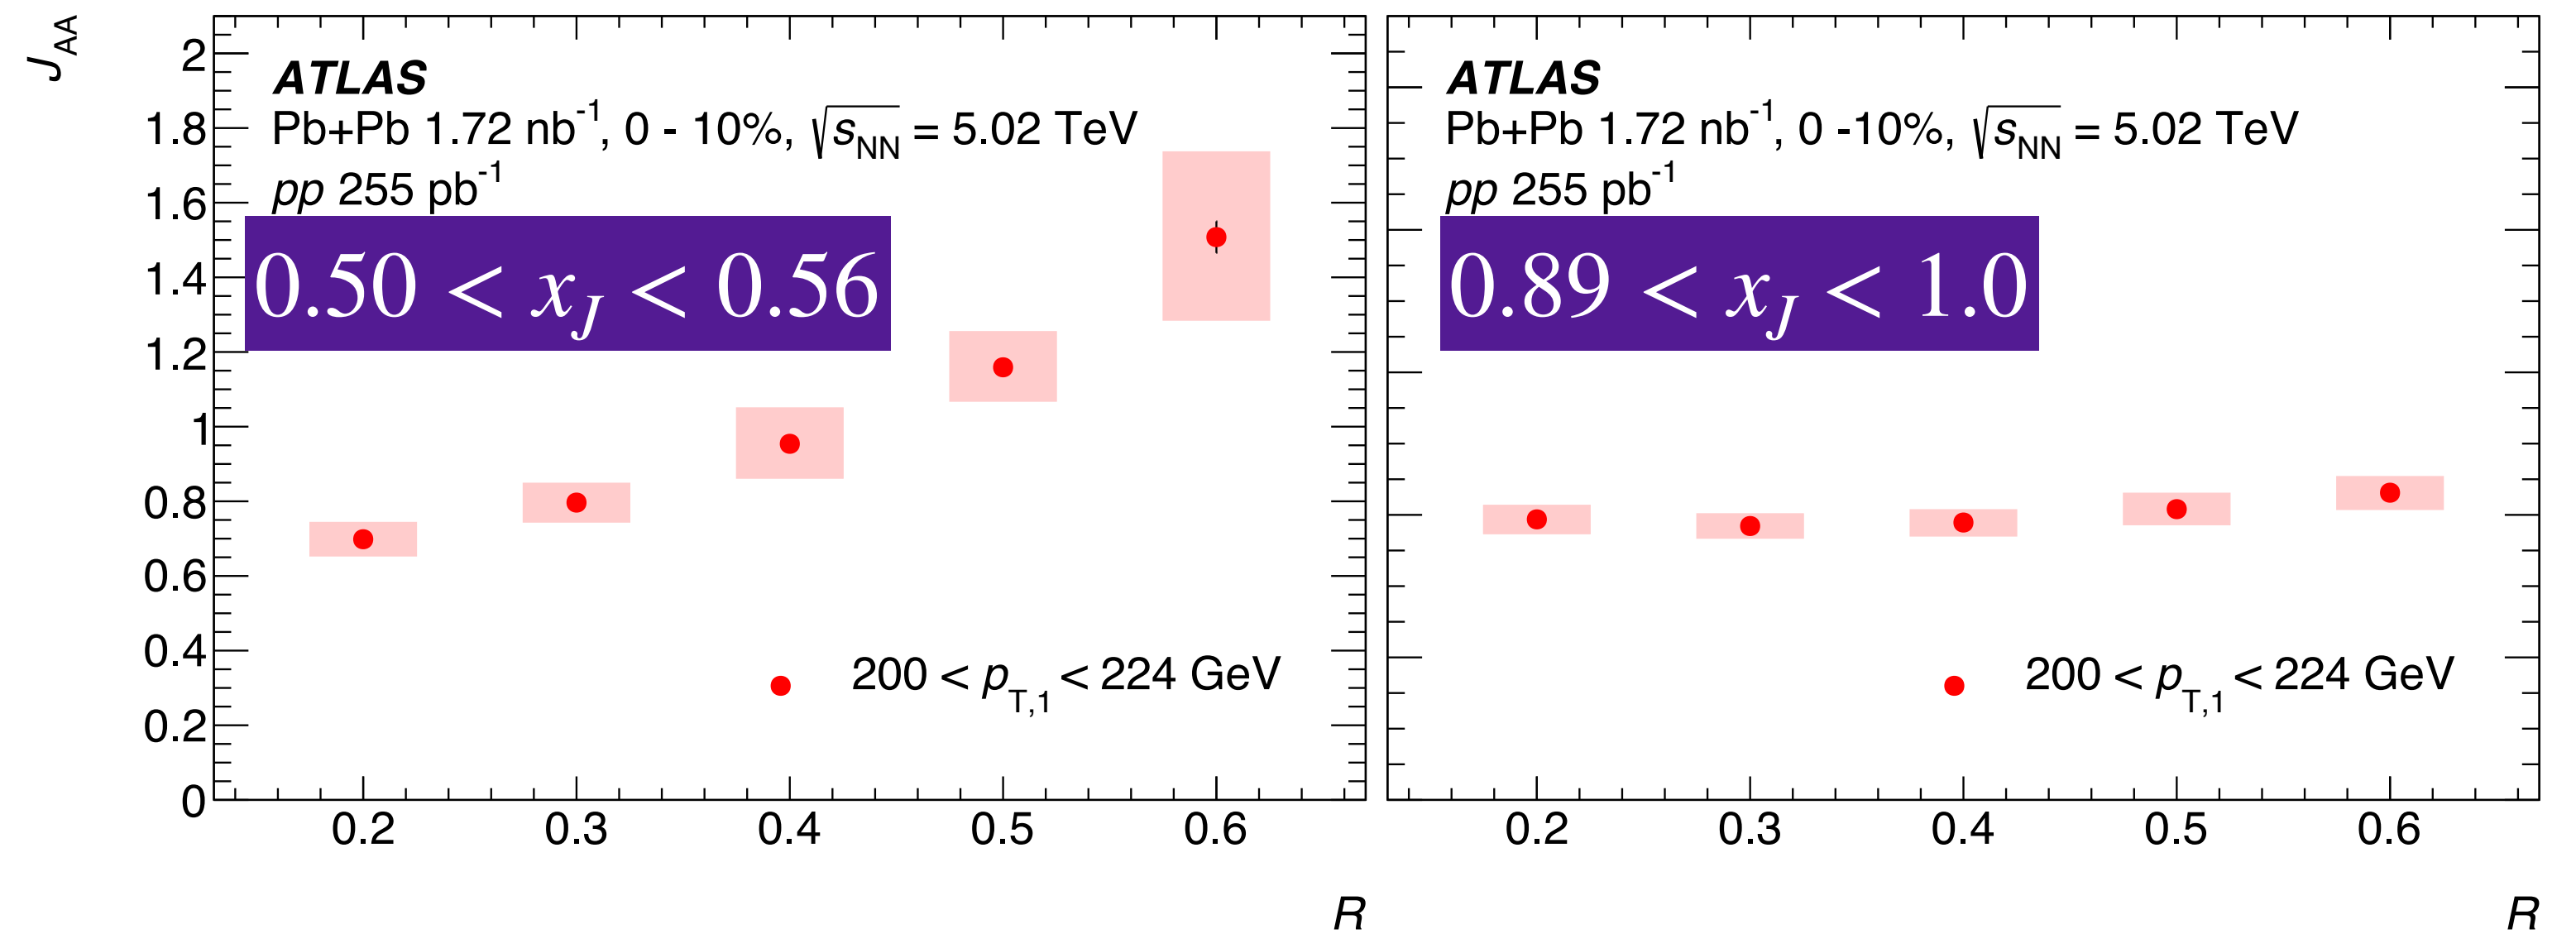 J_AA
2
1.8
1.6
1.4
1.2
1
0.8
0.6
0.4
0.2
0
ATLAS
Pb+Pb 1.72 nb⁻¹, 0 - 10%, √s_NN = 5.02 TeV
pp 255 pb⁻¹
0.50 < x_J < 0.56
200 < p_T,1 < 224 GeV
0.2 0.3 0.4 0.5 0.6
R
ATLAS
Pb+Pb 1.72 nb⁻¹, 0 -10%, √s_NN = 5.02 TeV
pp 255 pb⁻¹
0.89 < x_J < 1.0
200 < p_T,1 < 224 GeV
0.2 0.3 0.4 0.5 0.6
R